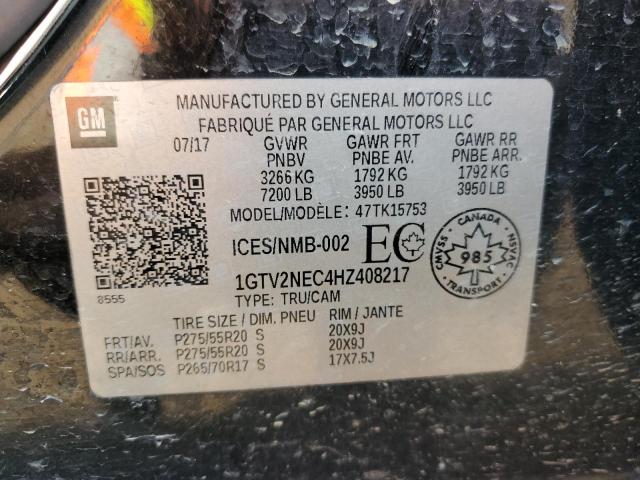 GM
MANUFACTURED BY GENERAL MOTORS LLC
FABRIQUÉ PAR GENERAL MOTORS LLC
07/17 GVWR GAWR FRT GAWR RR
PNBV PNBE AV. PNBE ARR.
3266 KG 1792 KG 1792 KG
7200 LB 3950 LB 3950 LB
MODEL/MODÈLE: 47TK15753
ICES/NMB-002 EC
CANADA
CMVSS 985 NSVAC
1GTV2NEC4HZ408217
8555
TYPE: TRU/CAM
TIRE SIZE / DIM. PNEU RIM / JANTE
FRT/AV. P275/55R20 S 20X9J
RR/ARR. P275/55R20 S 20X9J
SPA/SOS P265/70R17 S 17X7.5J